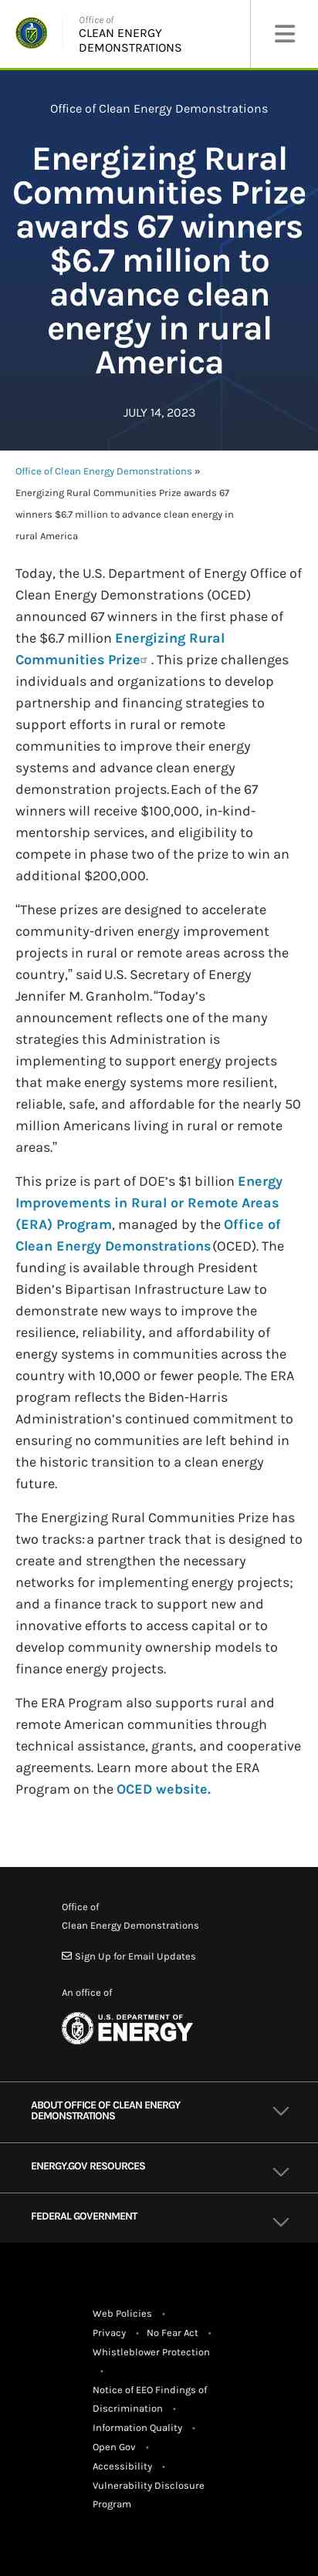 Office of
CLEAN ENERGY
DEMONSTRATIONS
Office of Clean Energy Demonstrations
Energizing Rural
Communities Prize
awards 67 winners
$6.7 million to
advance clean
energy in rural
America
JULY 14, 2023
Office of Clean Energy Demonstrations »
Energizing Rural Communities Prize awards 67
winners $6.7 million to advance clean energy in
rural America
Today, the U.S. Department of Energy Office of
Clean Energy Demonstrations (OCED)
announced 67 winners in the first phase of
the $6.7 million Energizing Rural
Communities Prize . This prize challenges
individuals and organizations to develop
partnership and financing strategies to
support efforts in rural or remote
communities to improve their energy
systems and advance clean energy
demonstration projects. Each of the 67
winners will receive $100,000, in-kind-
mentorship services, and eligibility to
compete in phase two of the prize to win an
additional $200,000.
“These prizes are designed to accelerate
community-driven energy improvement
projects in rural or remote areas across the
country,” said U.S. Secretary of Energy
Jennifer M. Granholm. “Today’s
announcement reflects one of the many
strategies this Administration is
implementing to support energy projects
that make energy systems more resilient,
reliable, safe, and affordable for the nearly 50
million Americans living in rural or remote
areas.”
This prize is part of DOE’s $1 billion Energy
Improvements in Rural or Remote Areas
(ERA) Program, managed by the Office of
Clean Energy Demonstrations (OCED). The
funding is available through President
Biden’s Bipartisan Infrastructure Law to
demonstrate new ways to improve the
resilience, reliability, and affordability of
energy systems in communities across the
country with 10,000 or fewer people. The ERA
program reflects the Biden-Harris
Administration’s continued commitment to
ensuring no communities are left behind in
the historic transition to a clean energy
future.
The Energizing Rural Communities Prize has
two tracks: a partner track that is designed to
create and strengthen the necessary
networks for implementing energy projects;
and a finance track to support new and
innovative efforts to access capital or to
develop community ownership models to
finance energy projects.
The ERA Program also supports rural and
remote American communities through
technical assistance, grants, and cooperative
agreements. Learn more about the ERA
Program on the OCED website.
Office of
Clean Energy Demonstrations
Sign Up for Email Updates
An office of
U.S. DEPARTMENT OF
ENERGY
ABOUT OFFICE OF CLEAN ENERGY
DEMONSTRATIONS
ENERGY.GOV RESOURCES
FEDERAL GOVERNMENT
Web Policies •
Privacy • No Fear Act •
Whistleblower Protection
•
Notice of EEO Findings of
Discrimination •
Information Quality •
Open Gov •
Accessibility •
Vulnerability Disclosure
Program